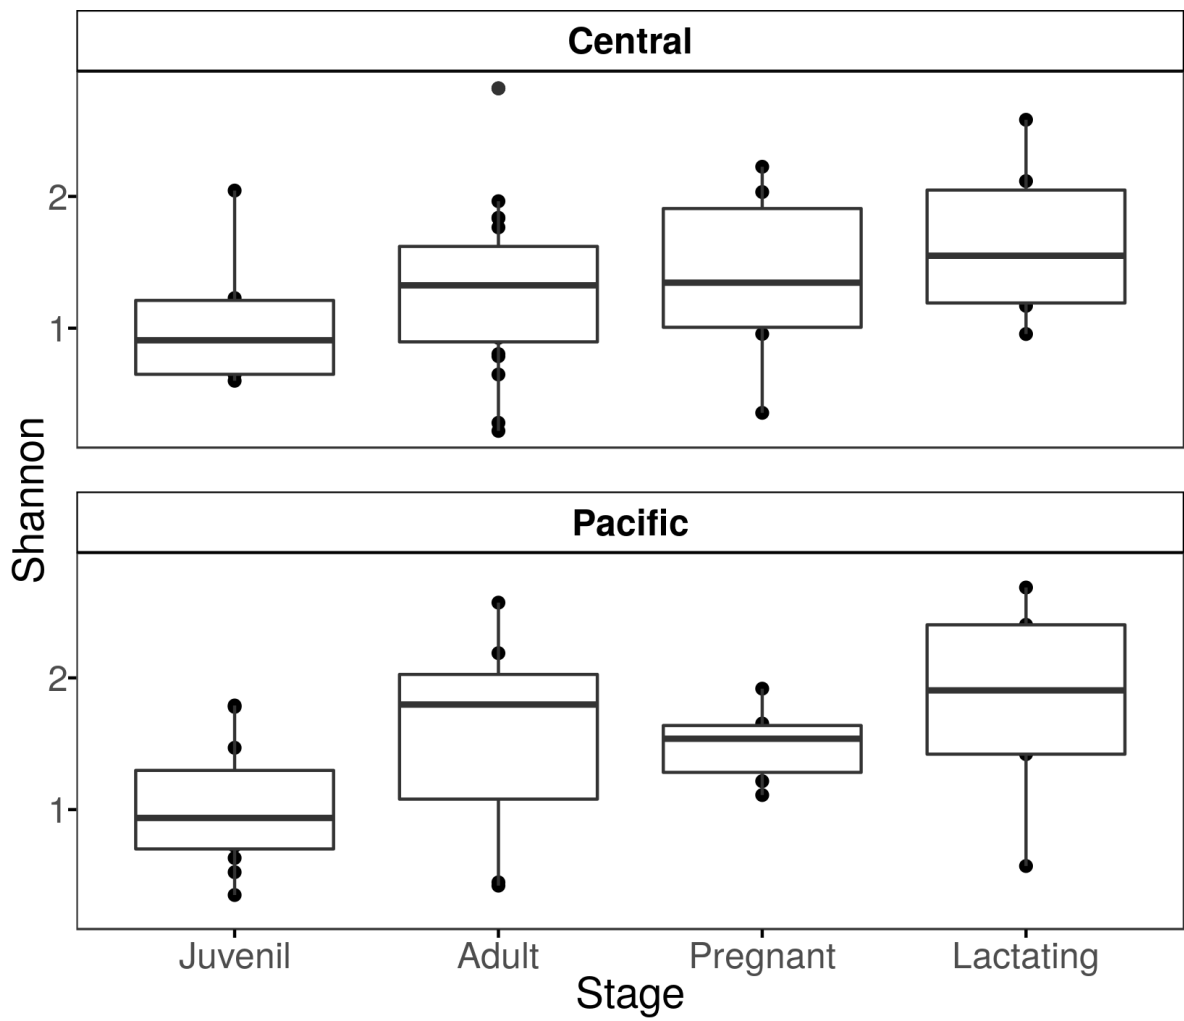 Central
2
1
Shannon
Pacific
2
1
Juvenil Adult Pregnant Lactating
Stage